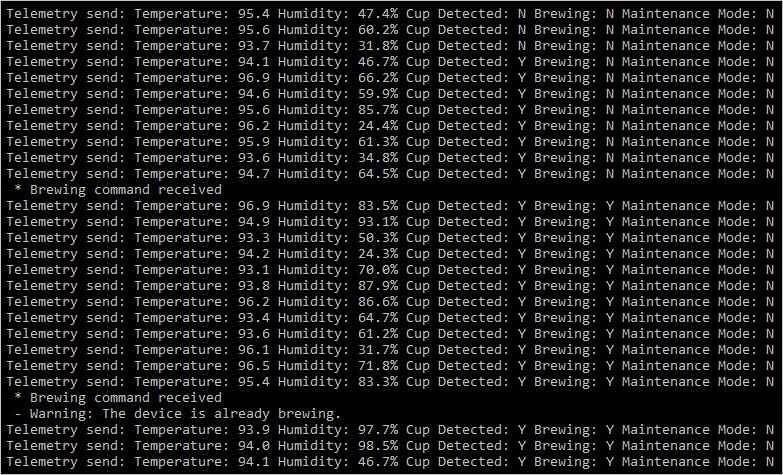 Telemetry send: Temperature: 95.4 Humidity: 47.4% Cup Detected: N Brewing: N Maintenance Mode: N
Telemetry send: Temperature: 95.6 Humidity: 60.2% Cup Detected: N Brewing: N Maintenance Mode: N
Telemetry send: Temperature: 93.7 Humidity: 31.8% Cup Detected: N Brewing: N Maintenance Mode: N
Telemetry send: Temperature: 94.1 Humidity: 46.7% Cup Detected: Y Brewing: N Maintenance Mode: N
Telemetry send: Temperature: 96.9 Humidity: 66.2% Cup Detected: Y Brewing: N Maintenance Mode: N
Telemetry send: Temperature: 94.6 Humidity: 59.9% Cup Detected: Y Brewing: N Maintenance Mode: N
Telemetry send: Temperature: 95.6 Humidity: 85.7% Cup Detected: Y Brewing: N Maintenance Mode: N
Telemetry send: Temperature: 96.2 Humidity: 24.4% Cup Detected: Y Brewing: N Maintenance Mode: N
Telemetry send: Temperature: 95.9 Humidity: 61.3% Cup Detected: Y Brewing: N Maintenance Mode: N
Telemetry send: Temperature: 93.6 Humidity: 34.8% Cup Detected: Y Brewing: N Maintenance Mode: N
Telemetry send: Temperature: 94.7 Humidity: 64.5% Cup Detected: Y Brewing: N Maintenance Mode: N
* Brewing command received
Telemetry send: Temperature: 96.9 Humidity: 83.5% Cup Detected: Y Brewing: Y Maintenance Mode: N
Telemetry send: Temperature: 94.9 Humidity: 93.1% Cup Detected: Y Brewing: Y Maintenance Mode: N
Telemetry send: Temperature: 93.3 Humidity: 50.3% Cup Detected: Y Brewing: Y Maintenance Mode: N
Telemetry send: Temperature: 94.2 Humidity: 24.3% Cup Detected: Y Brewing: Y Maintenance Mode: N
Telemetry send: Temperature: 93.1 Humidity: 70.0% Cup Detected: Y Brewing: Y Maintenance Mode: N
Telemetry send: Temperature: 93.8 Humidity: 87.9% Cup Detected: Y Brewing: Y Maintenance Mode: N
Telemetry send: Temperature: 96.2 Humidity: 86.6% Cup Detected: Y Brewing: Y Maintenance Mode: N
Telemetry send: Temperature: 93.4 Humidity: 64.7% Cup Detected: Y Brewing: Y Maintenance Mode: N
Telemetry send: Temperature: 93.6 Humidity: 61.2% Cup Detected: Y Brewing: Y Maintenance Mode: N
Telemetry send: Temperature: 96.1 Humidity: 31.7% Cup Detected: Y Brewing: Y Maintenance Mode: N
Telemetry send: Temperature: 96.5 Humidity: 71.8% Cup Detected: Y Brewing: Y Maintenance Mode: N
Telemetry send: Temperature: 95.4 Humidity: 83.3% Cup Detected: Y Brewing: Y Maintenance Mode: N
* Brewing command received
- Warning: The device is already brewing.
Telemetry send: Temperature: 93.9 Humidity: 97.7% Cup Detected: Y Brewing: Y Maintenance Mode: N
Telemetry send: Temperature: 94.0 Humidity: 98.5% Cup Detected: Y Brewing: Y Maintenance Mode: N
Telemetry send: Temperature: 94.1 Humidity: 46.7% Cup Detected: Y Brewing: Y Maintenance Mode: N